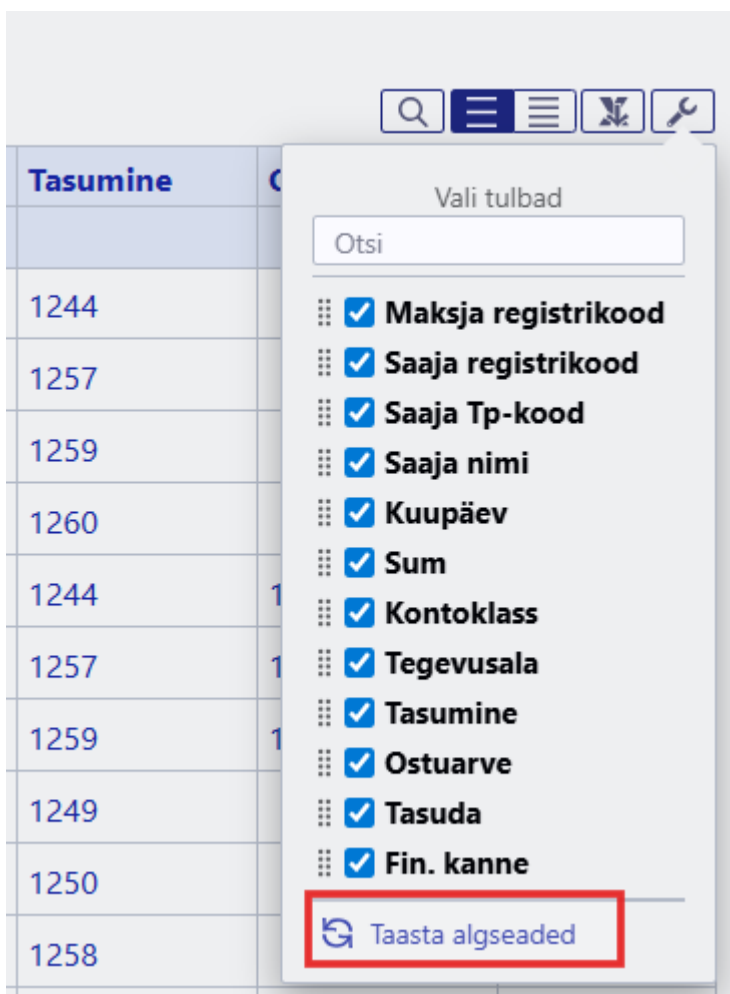 Tasumine
Vali tulbad
Otsi
1244
Maksja registrikood
Saaja registrikood
1257
Saaja Tp-kood
1259
Saaja nimi
Kuupäev
1260
Sum
1244
Kontoklass
1257
Tegevusala
Tasumine
1259
Ostuarve
1249
Tasuda
Fin. kanne
1250
Taasta algseaded
1258